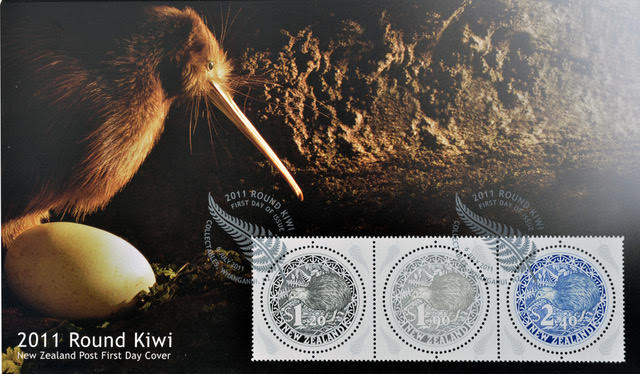 2011 ROUND KIWI
FIRST DAY OF ISSUE
2011 ROUND KIWI
FIRST DAY OF ISSUE
$1.20
NEW ZEALAND
$1.90
NEW ZEALAND
$2.40
NEW ZEALAND
2011 Round Kiwi
New Zealand Post First Day Cover